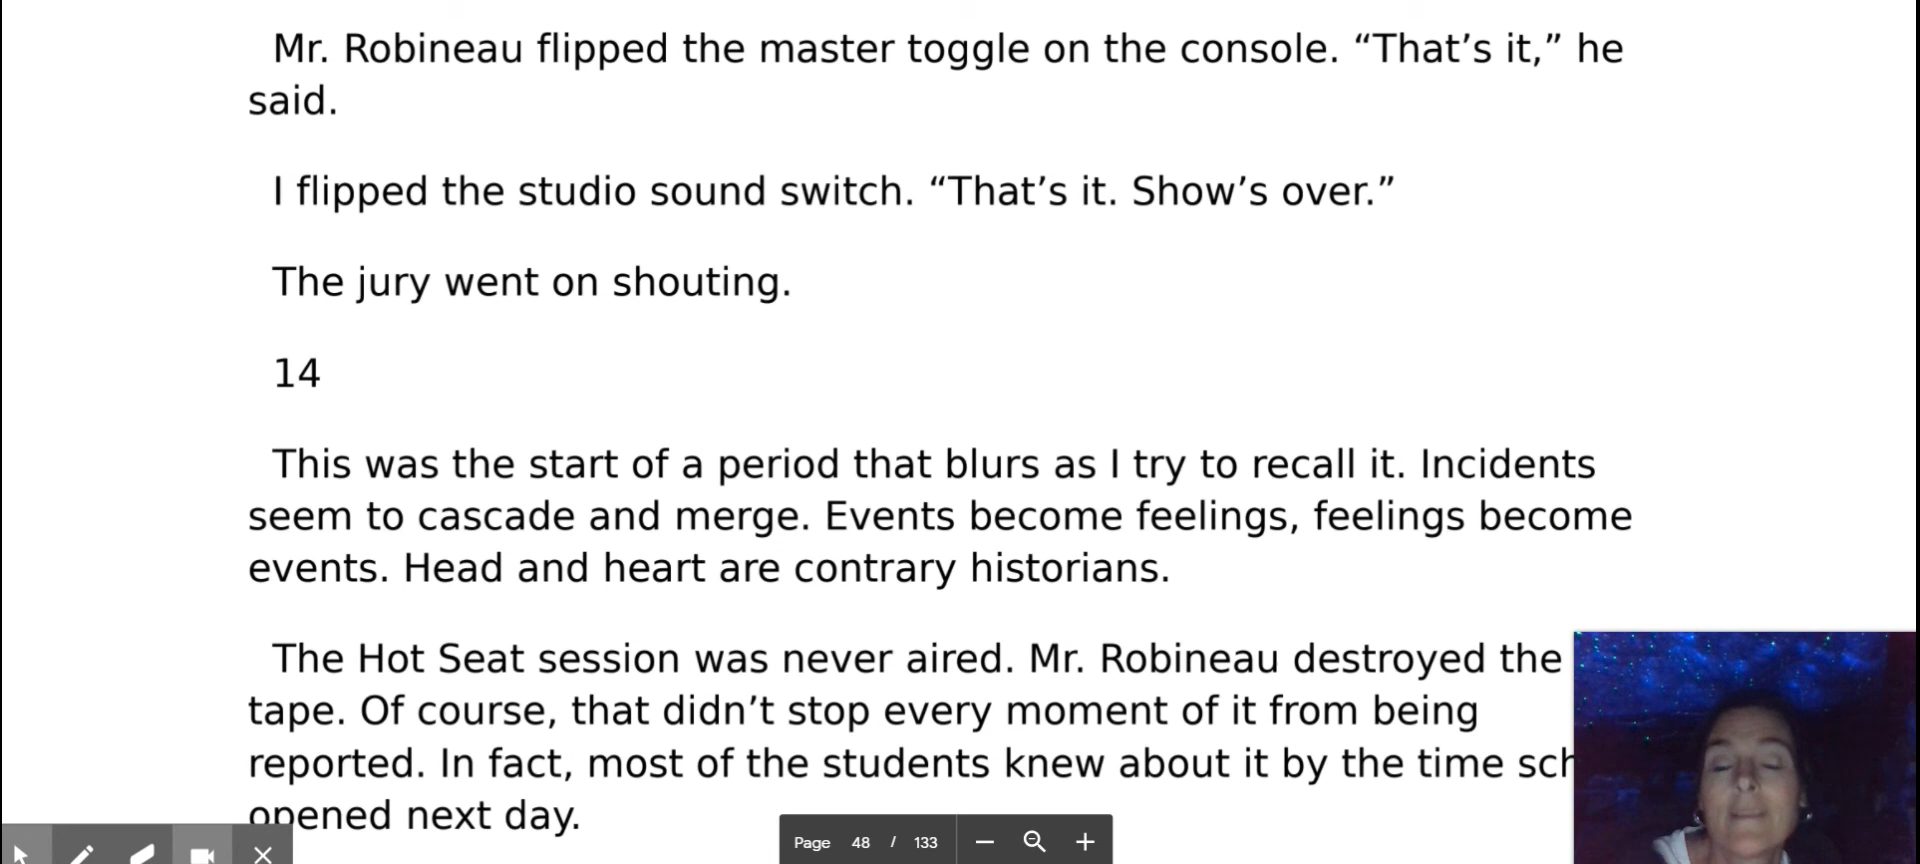 Mr. Robineau flipped the master toggle on the console. “That’s it,” he
said.
I flipped the studio sound switch. “That’s it. Show’s over.”
The jury went on shouting.
14
This was the start of a period that blurs as I try to recall it. Incidents
seem to cascade and merge. Events become feelings, feelings become
events. Head and heart are contrary historians.
The Hot Seat session was never aired. Mr. Robineau destroyed the
tape. Of course, that didn’t stop every moment of it from being
reported. In fact, most of the students knew about it by the time sch
opened next day.
Page 48 / 133